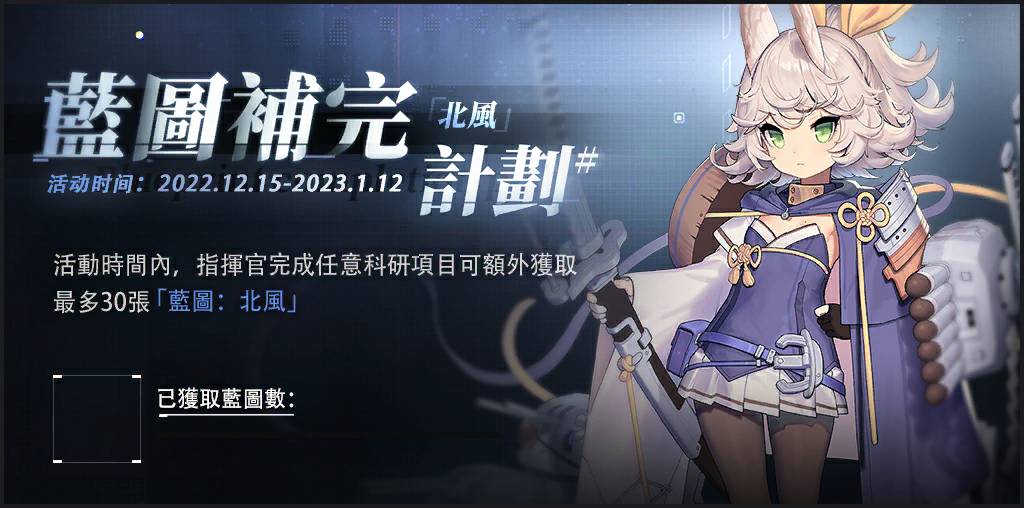 藍圖補完「北風」
計劃#
活动时间：2022.12.15-2023.1.12
活動時間內，指揮官完成任意科研項目可額外獲取
最多30張「藍圖：北風」
已獲取藍圖數：